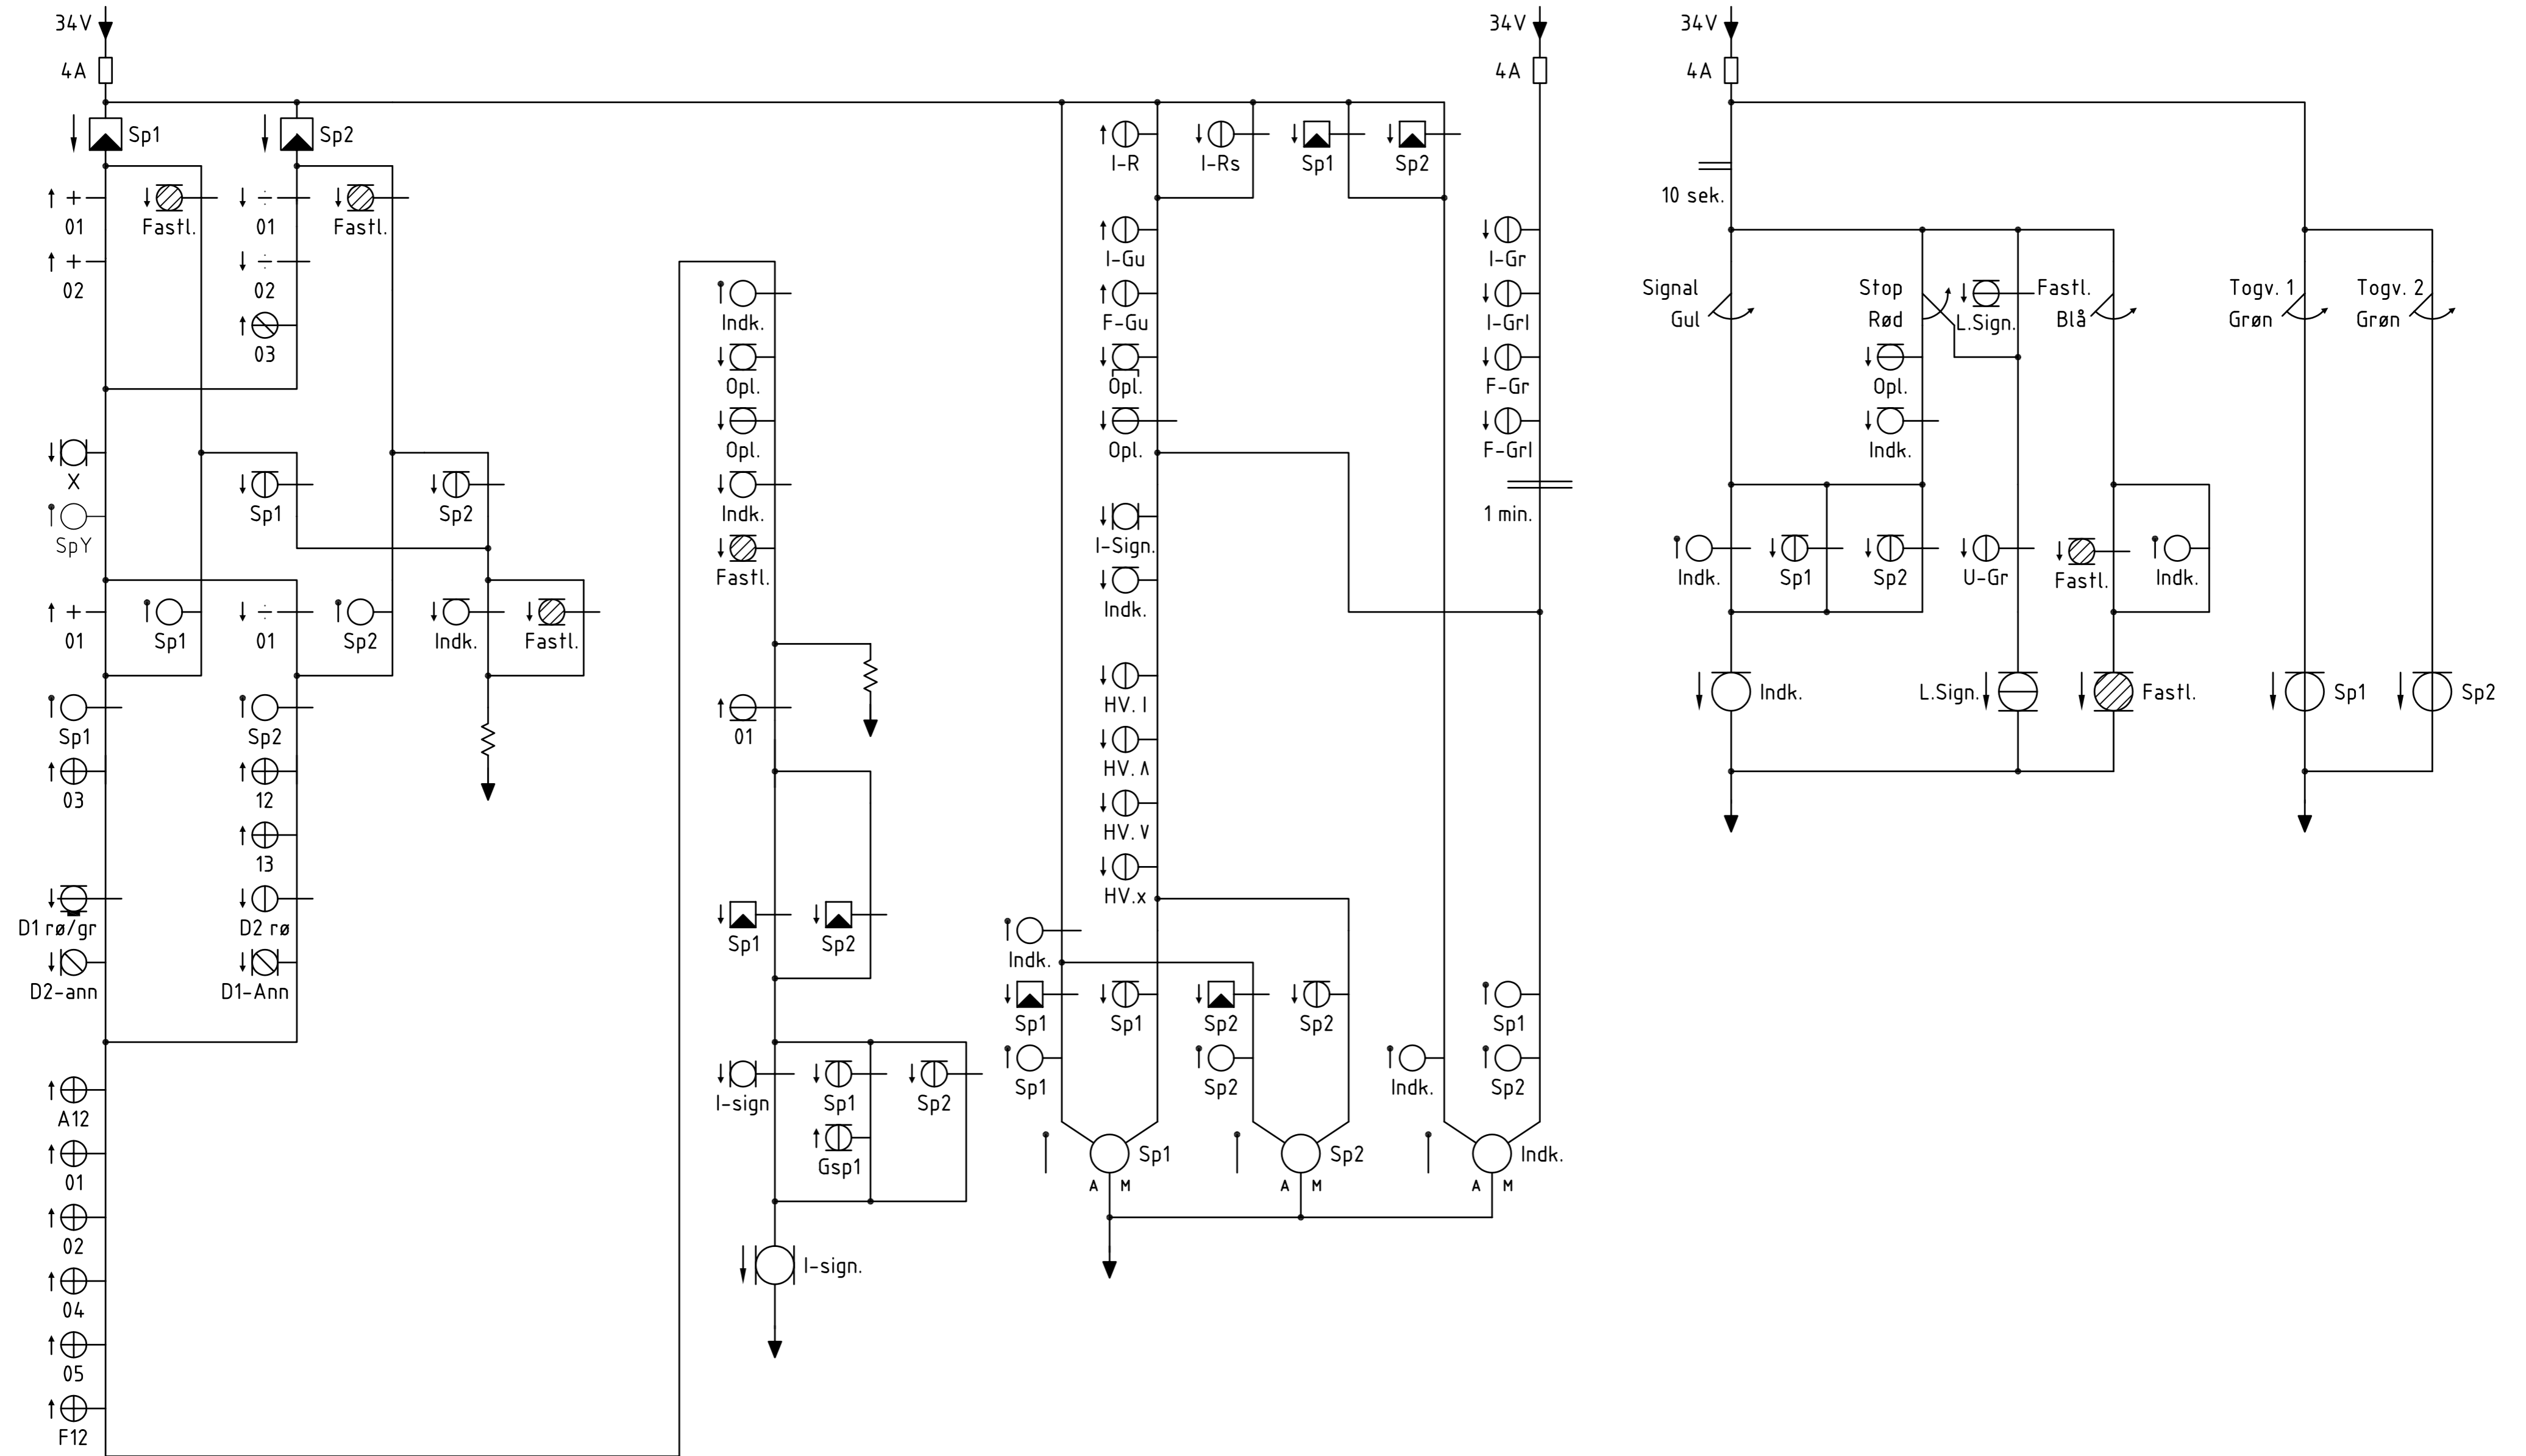 34V
34V
34V
4A
4A
4A
Sp1
Sp2
I-R
I-Rs
Sp1
Sp2
10 sek.
01
Fastl.
01
Fastl.
02
02
03
Indk.
Opl.
Opl.
Indk.
Fastl.
I-Gu
F-Gu
Opl.
Opl.
I-Gr
I-GrI
F-Gr
F-GrI
1 min.
Signal
Gul
Stop
Rød
L.Sign.
Fastl.
Blå
Togv. 1
Grøn
Togv. 2
Grøn
Opl.
Indk.
X
SpY
Sp1
Sp2
I-Sign.
Indk.
Indk.
Sp1
Sp2
U-Gr
Fastl.
Indk.
01
Sp1
01
Sp2
Indk.
Fastl.
HV. I
HV. Λ
HV. V
HV.x
Indk.
L.Sign.
Fastl.
Sp1
Sp2
Sp1
Sp2
01
03
12
13
D1 rø/gr
D2 rø
D2-ann
D1-Ann
Sp1
Sp2
Indk.
Sp1
Sp1
Sp2
Sp2
Sp1
Sp1
Sp2
Indk.
Sp2
I-sign
Sp1
Sp2
Gsp1
A12
01
02
04
05
F12
Sp1
Sp2
Indk.
A M
A M
A M
I-sign.